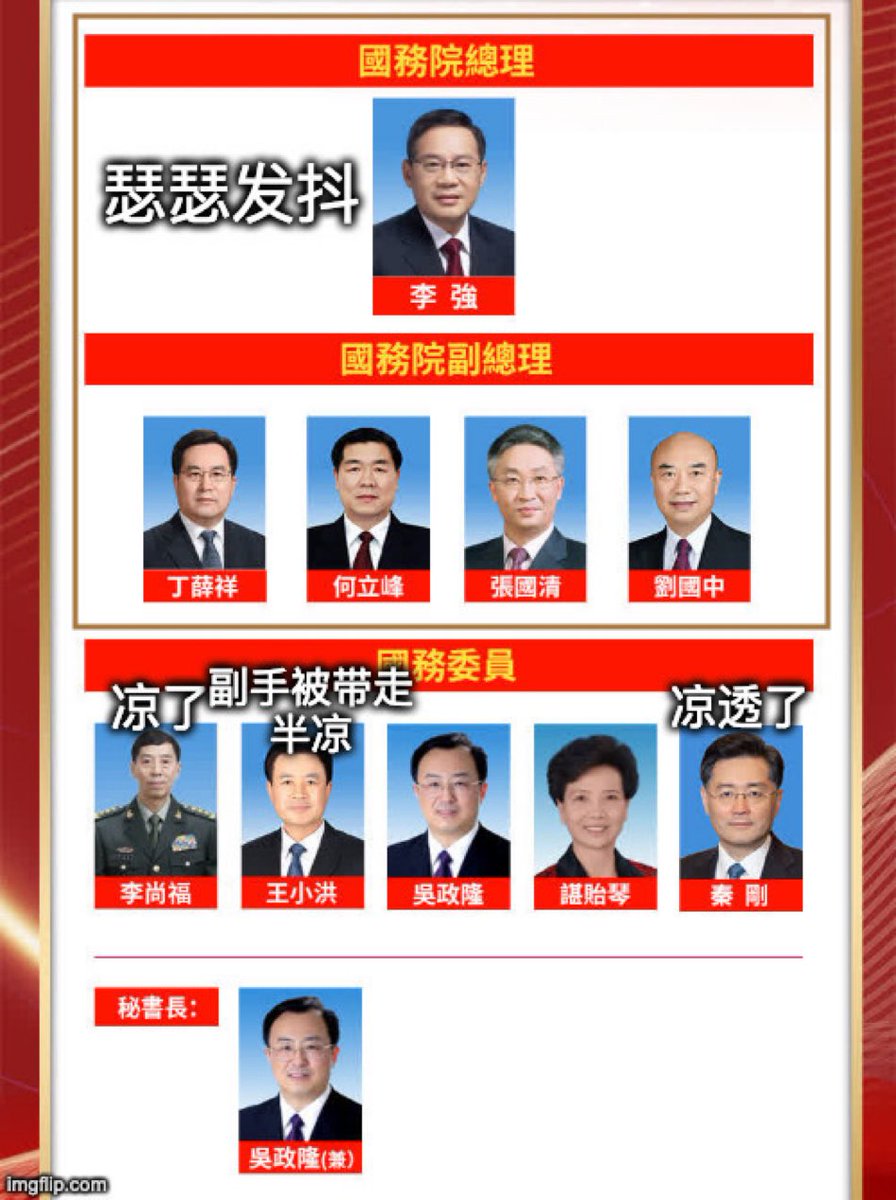 國務院總理
瑟瑟发抖
李 強
國務院副總理
丁薛祥 何立峰 張國清 劉國中
國務委員
凉了 副手被带走 凉透了
半凉
李尚福 王小洪 吳政隆 諶貽琴 秦 剛
秘書長：
吳政隆(兼)
imgflip.com